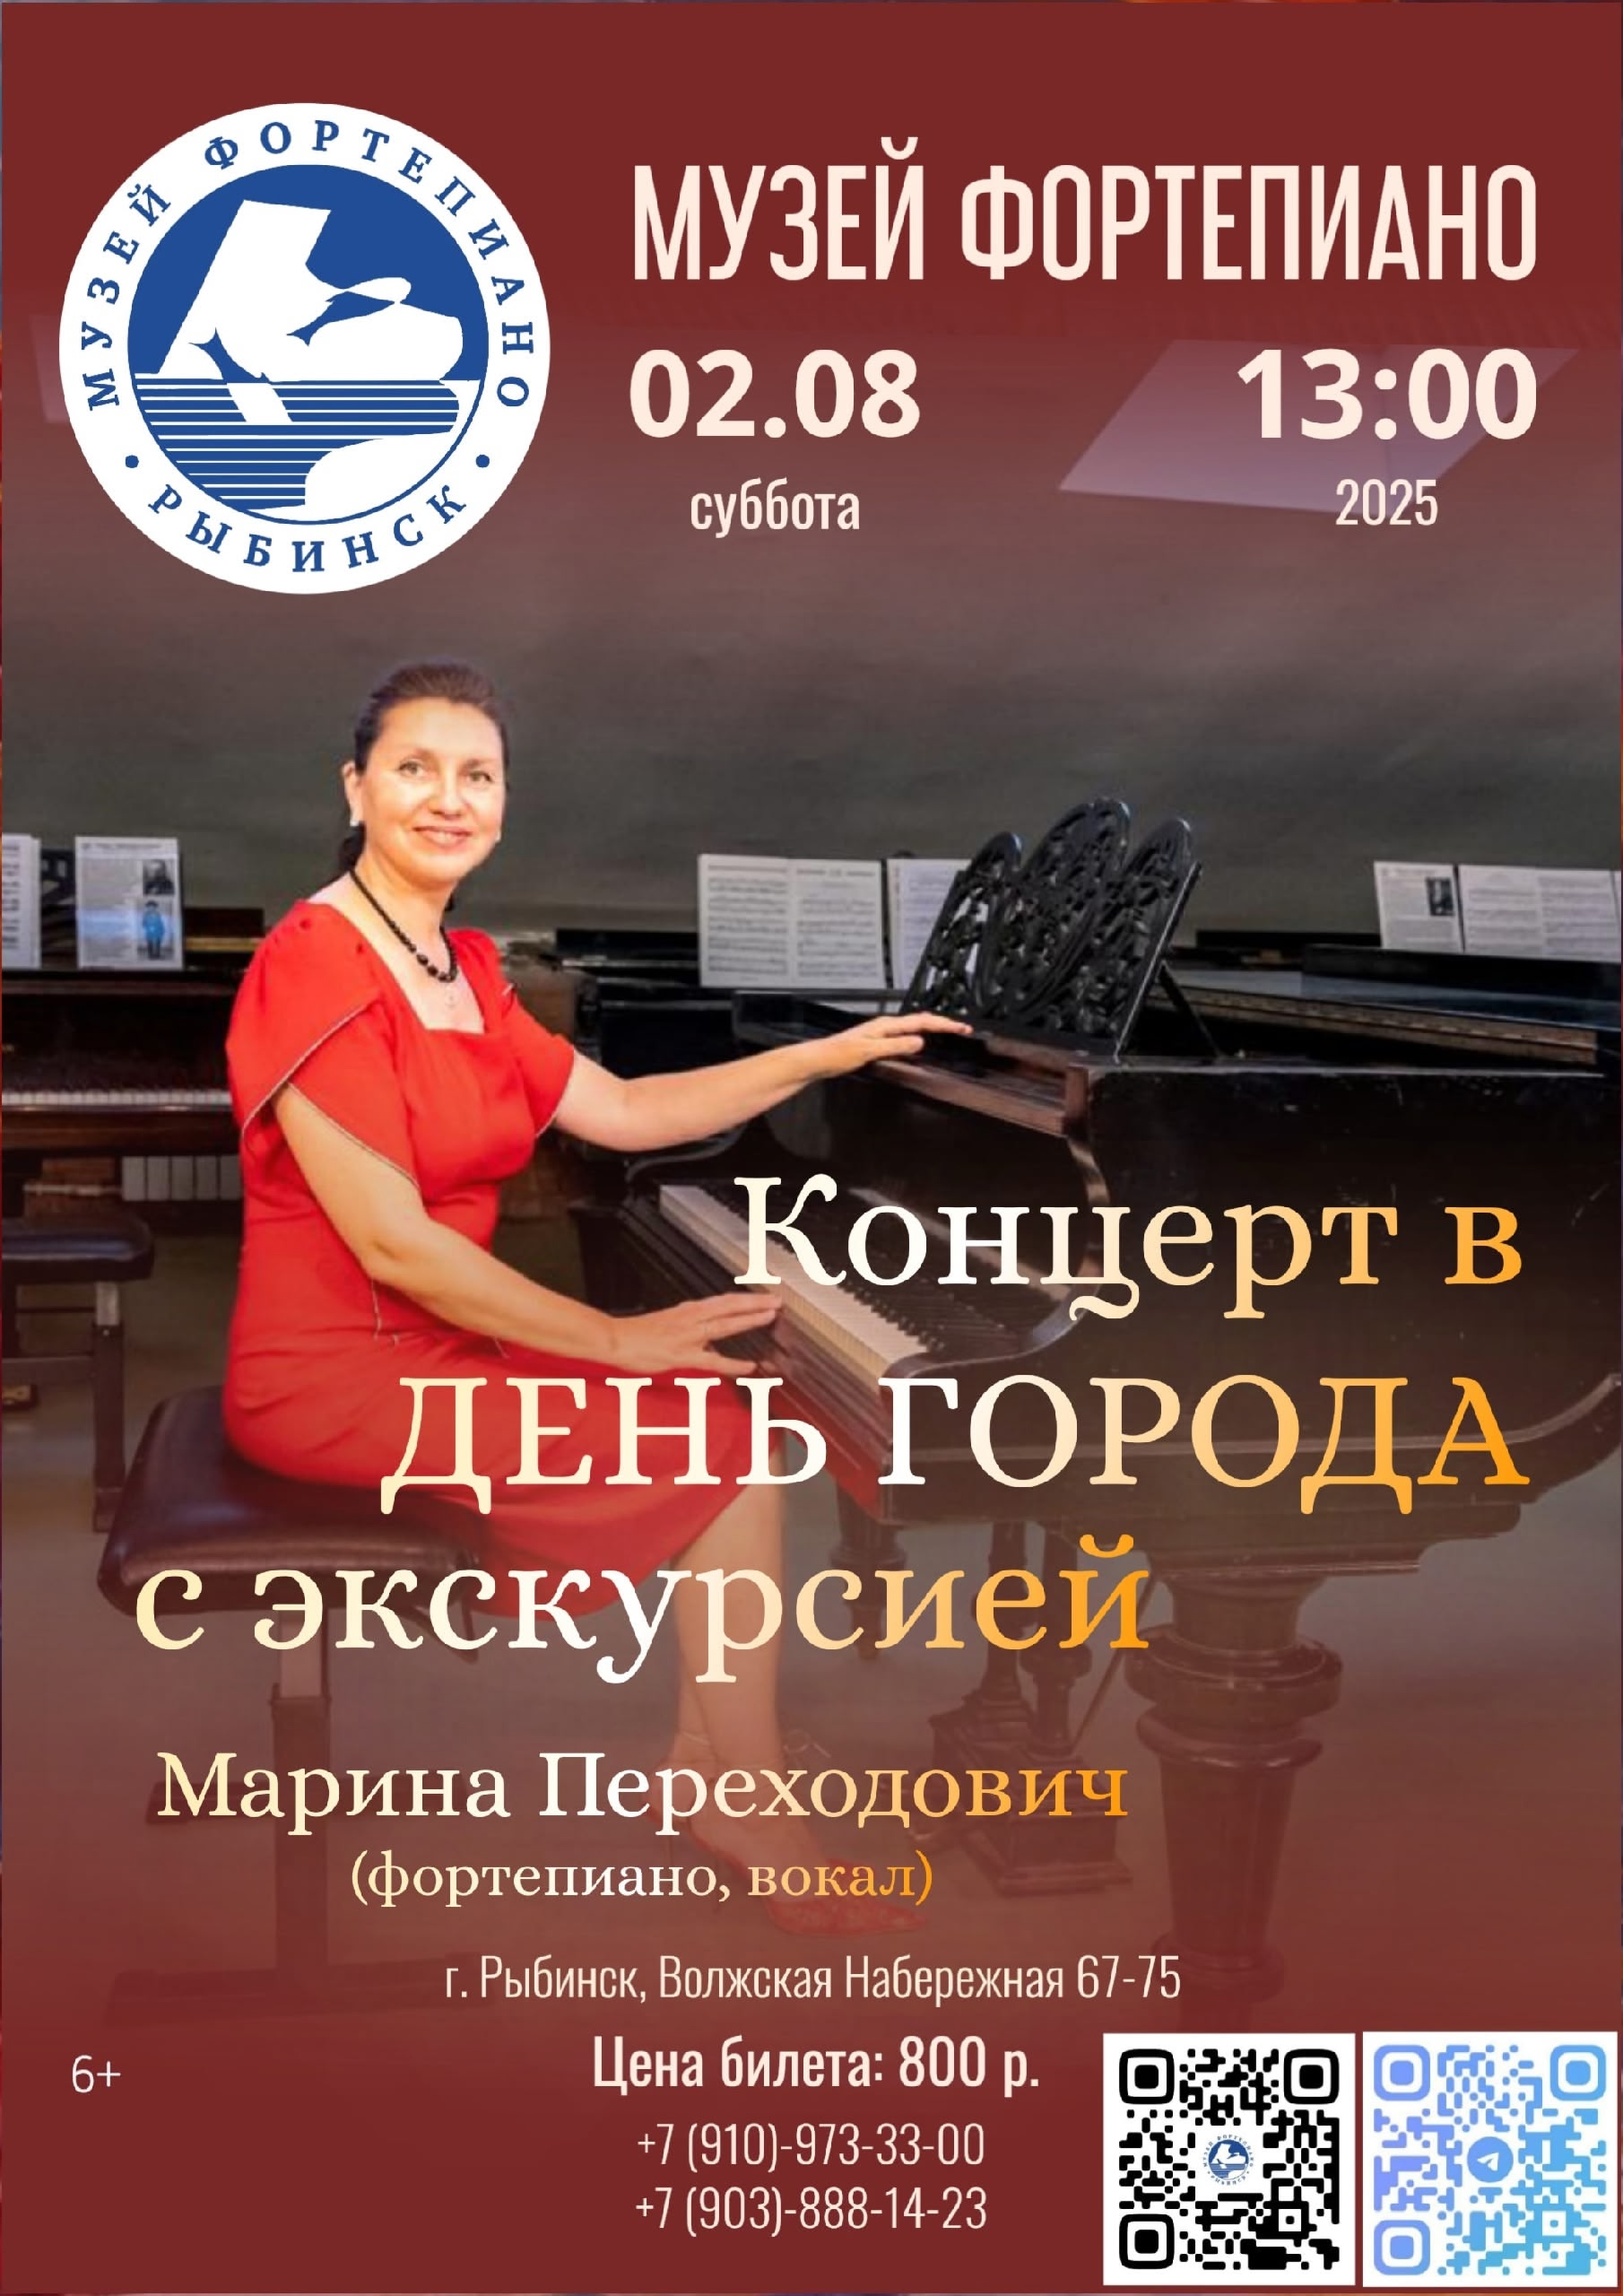 МУЗЕЙ ФОРТЕПИАНО
• РЫБИНСК •
МУЗЕЙ ФОРТЕПИАНО
02.08 13:00
суббота 2025
Концерт в
ДЕНЬ ГОРОДА
с экскурсией
Марина Переходович
(фортепиано, вокал)
г. Рыбинск, Волжская Набережная 67-75
6+
Цена билета: 800 р.
+7 (910)-973-33-00
+7 (903)-888-14-23